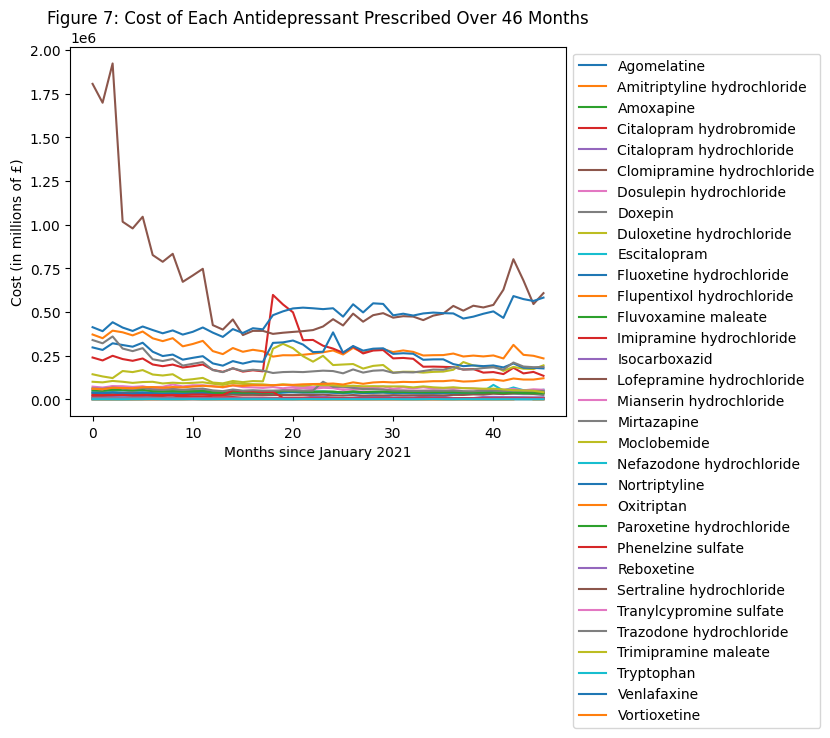 Figure 7: Cost of Each Antidepressant Prescribed Over 46 Months
1e6
2.00
1.75
1.50
1.25
1.00
0.75
0.50
0.25
0.00
Cost (in millions of £)
0
10
20
30
40
Months since January 2021
Agomelatine
Amitriptyline hydrochloride
Amoxapine
Citalopram hydrobromide
Citalopram hydrochloride
Clomipramine hydrochloride
Dosulepin hydrochloride
Doxepin
Duloxetine hydrochloride
Escitalopram
Fluoxetine hydrochloride
Flupentixol hydrochloride
Fluvoxamine maleate
Imipramine hydrochloride
Isocarboxazid
Lofepramine hydrochloride
Mianserin hydrochloride
Mirtazapine
Moclobemide
Nefazodone hydrochloride
Nortriptyline
Oxitriptan
Paroxetine hydrochloride
Phenelzine sulfate
Reboxetine
Sertraline hydrochloride
Tranylcypromine sulfate
Trazodone hydrochloride
Trimipramine maleate
Tryptophan
Venlafaxine
Vortioxetine